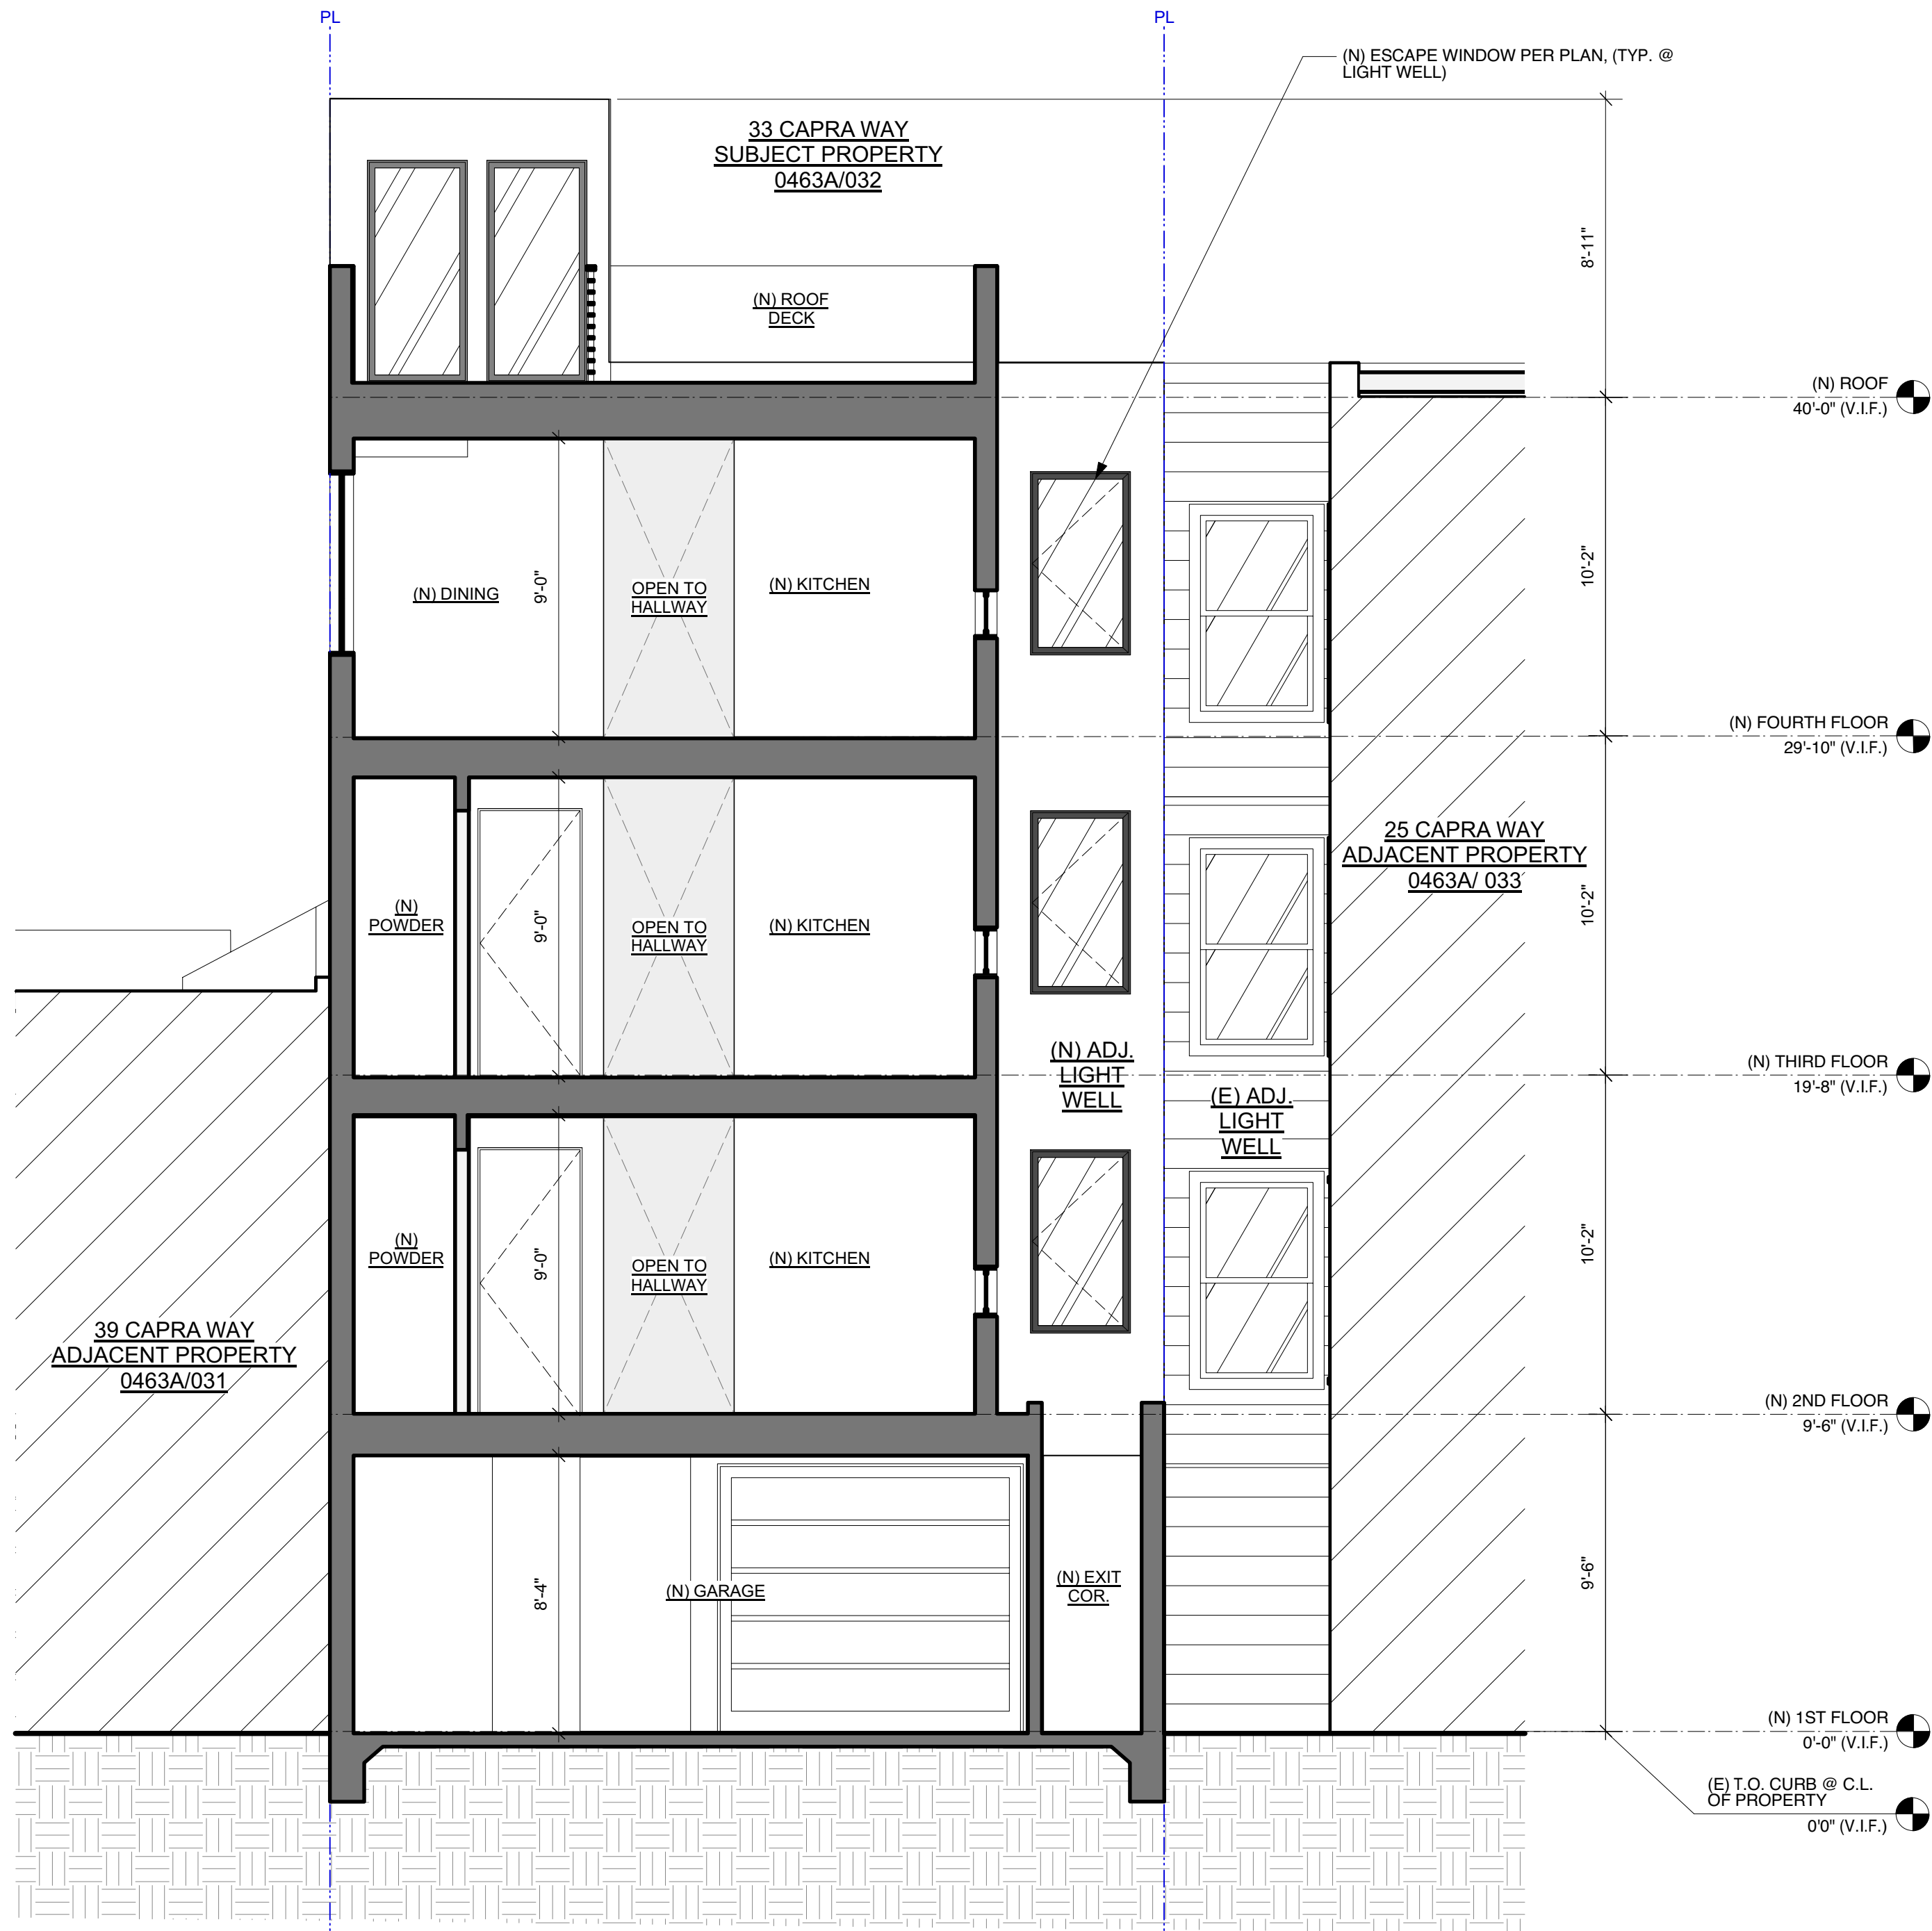 PL
PL
(N) ESCAPE WINDOW PER PLAN, (TYP. @
LIGHT WELL)
33 CAPRA WAY
SUBJECT PROPERTY
0463A/032
8'-11"
(N) ROOF
DECK
(N) ROOF
40'-0" (V.I.F.)
(N) DINING
9'-0"
OPEN TO
HALLWAY
(N) KITCHEN
10'-2"
(N) FOURTH FLOOR
29'-10" (V.I.F.)
25 CAPRA WAY
ADJACENT PROPERTY
0463A/ 033
(N)
POWDER
9'-0"
OPEN TO
HALLWAY
(N) KITCHEN
10'-2"
(N) ADJ.
LIGHT
WELL
(N) THIRD FLOOR
19'-8" (V.I.F.)
(E) ADJ.
LIGHT
WELL
(N)
POWDER
9'-0"
OPEN TO
HALLWAY
(N) KITCHEN
10'-2"
39 CAPRA WAY
ADJACENT PROPERTY
0463A/031
(N) 2ND FLOOR
9'-6" (V.I.F.)
8'-4"
(N) GARAGE
(N) EXIT
COR.
9'-6"
(N) 1ST FLOOR
0'-0" (V.I.F.)
(E) T.O. CURB @ C.L.
OF PROPERTY
0'0" (V.I.F.)